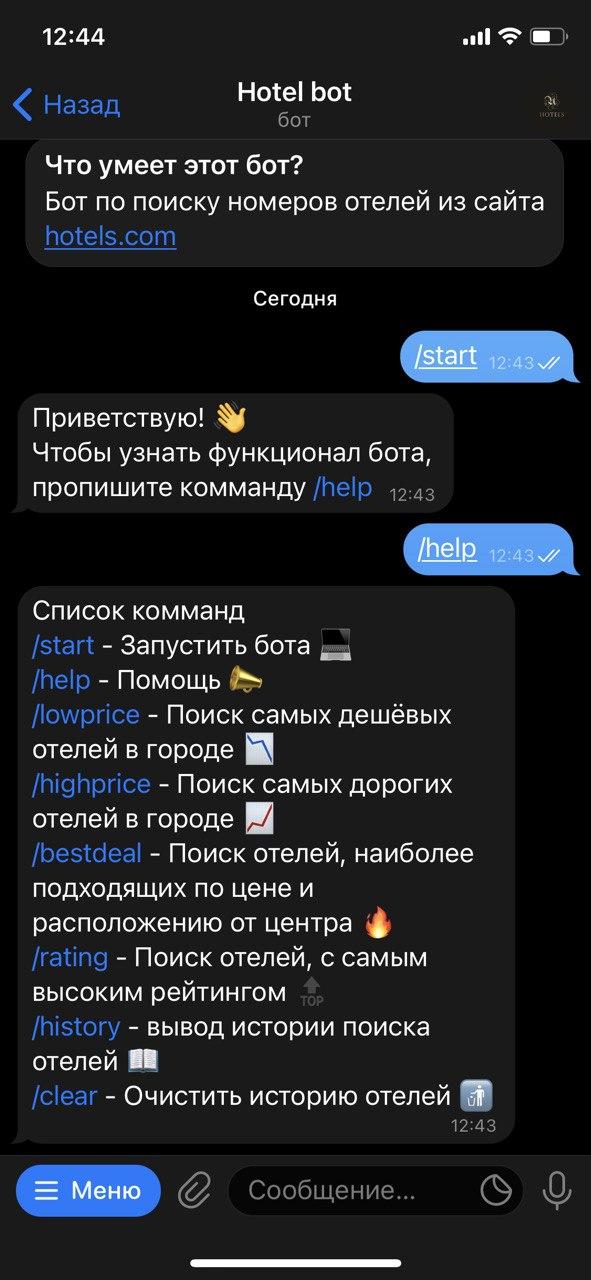 12:44
Назад
Hotel bot
бот
HOTELS
Что умеет этот бот?
Бот по поиску номеров отелей из сайта
hotels.com
Сегодня
/start 12:43
Приветствую! 👋
Чтобы узнать функционал бота,
пропишите комманду /help 12:43
/help 12:43
Список комманд
/start - Запустить бота 💻
/help - Помощь 📣
/lowprice - Поиск самых дешёвых
отелей в городе 📉
/highprice - Поиск самых дорогих
отелей в городе 📈
/bestdeal - Поиск отелей, наиболее
подходящих по цене и
расположению от центра 🔥
/rating - Поиск отелей, с самым
высоким рейтингом 🔝
/history - вывод истории поиска
отелей 📖
/clear - Очистить историю отелей 🚮
12:43
Меню
Сообщение...